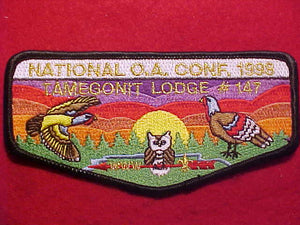 NATIONAL O.A. CONF. 1998
TAMEGONIT LODGE # 147